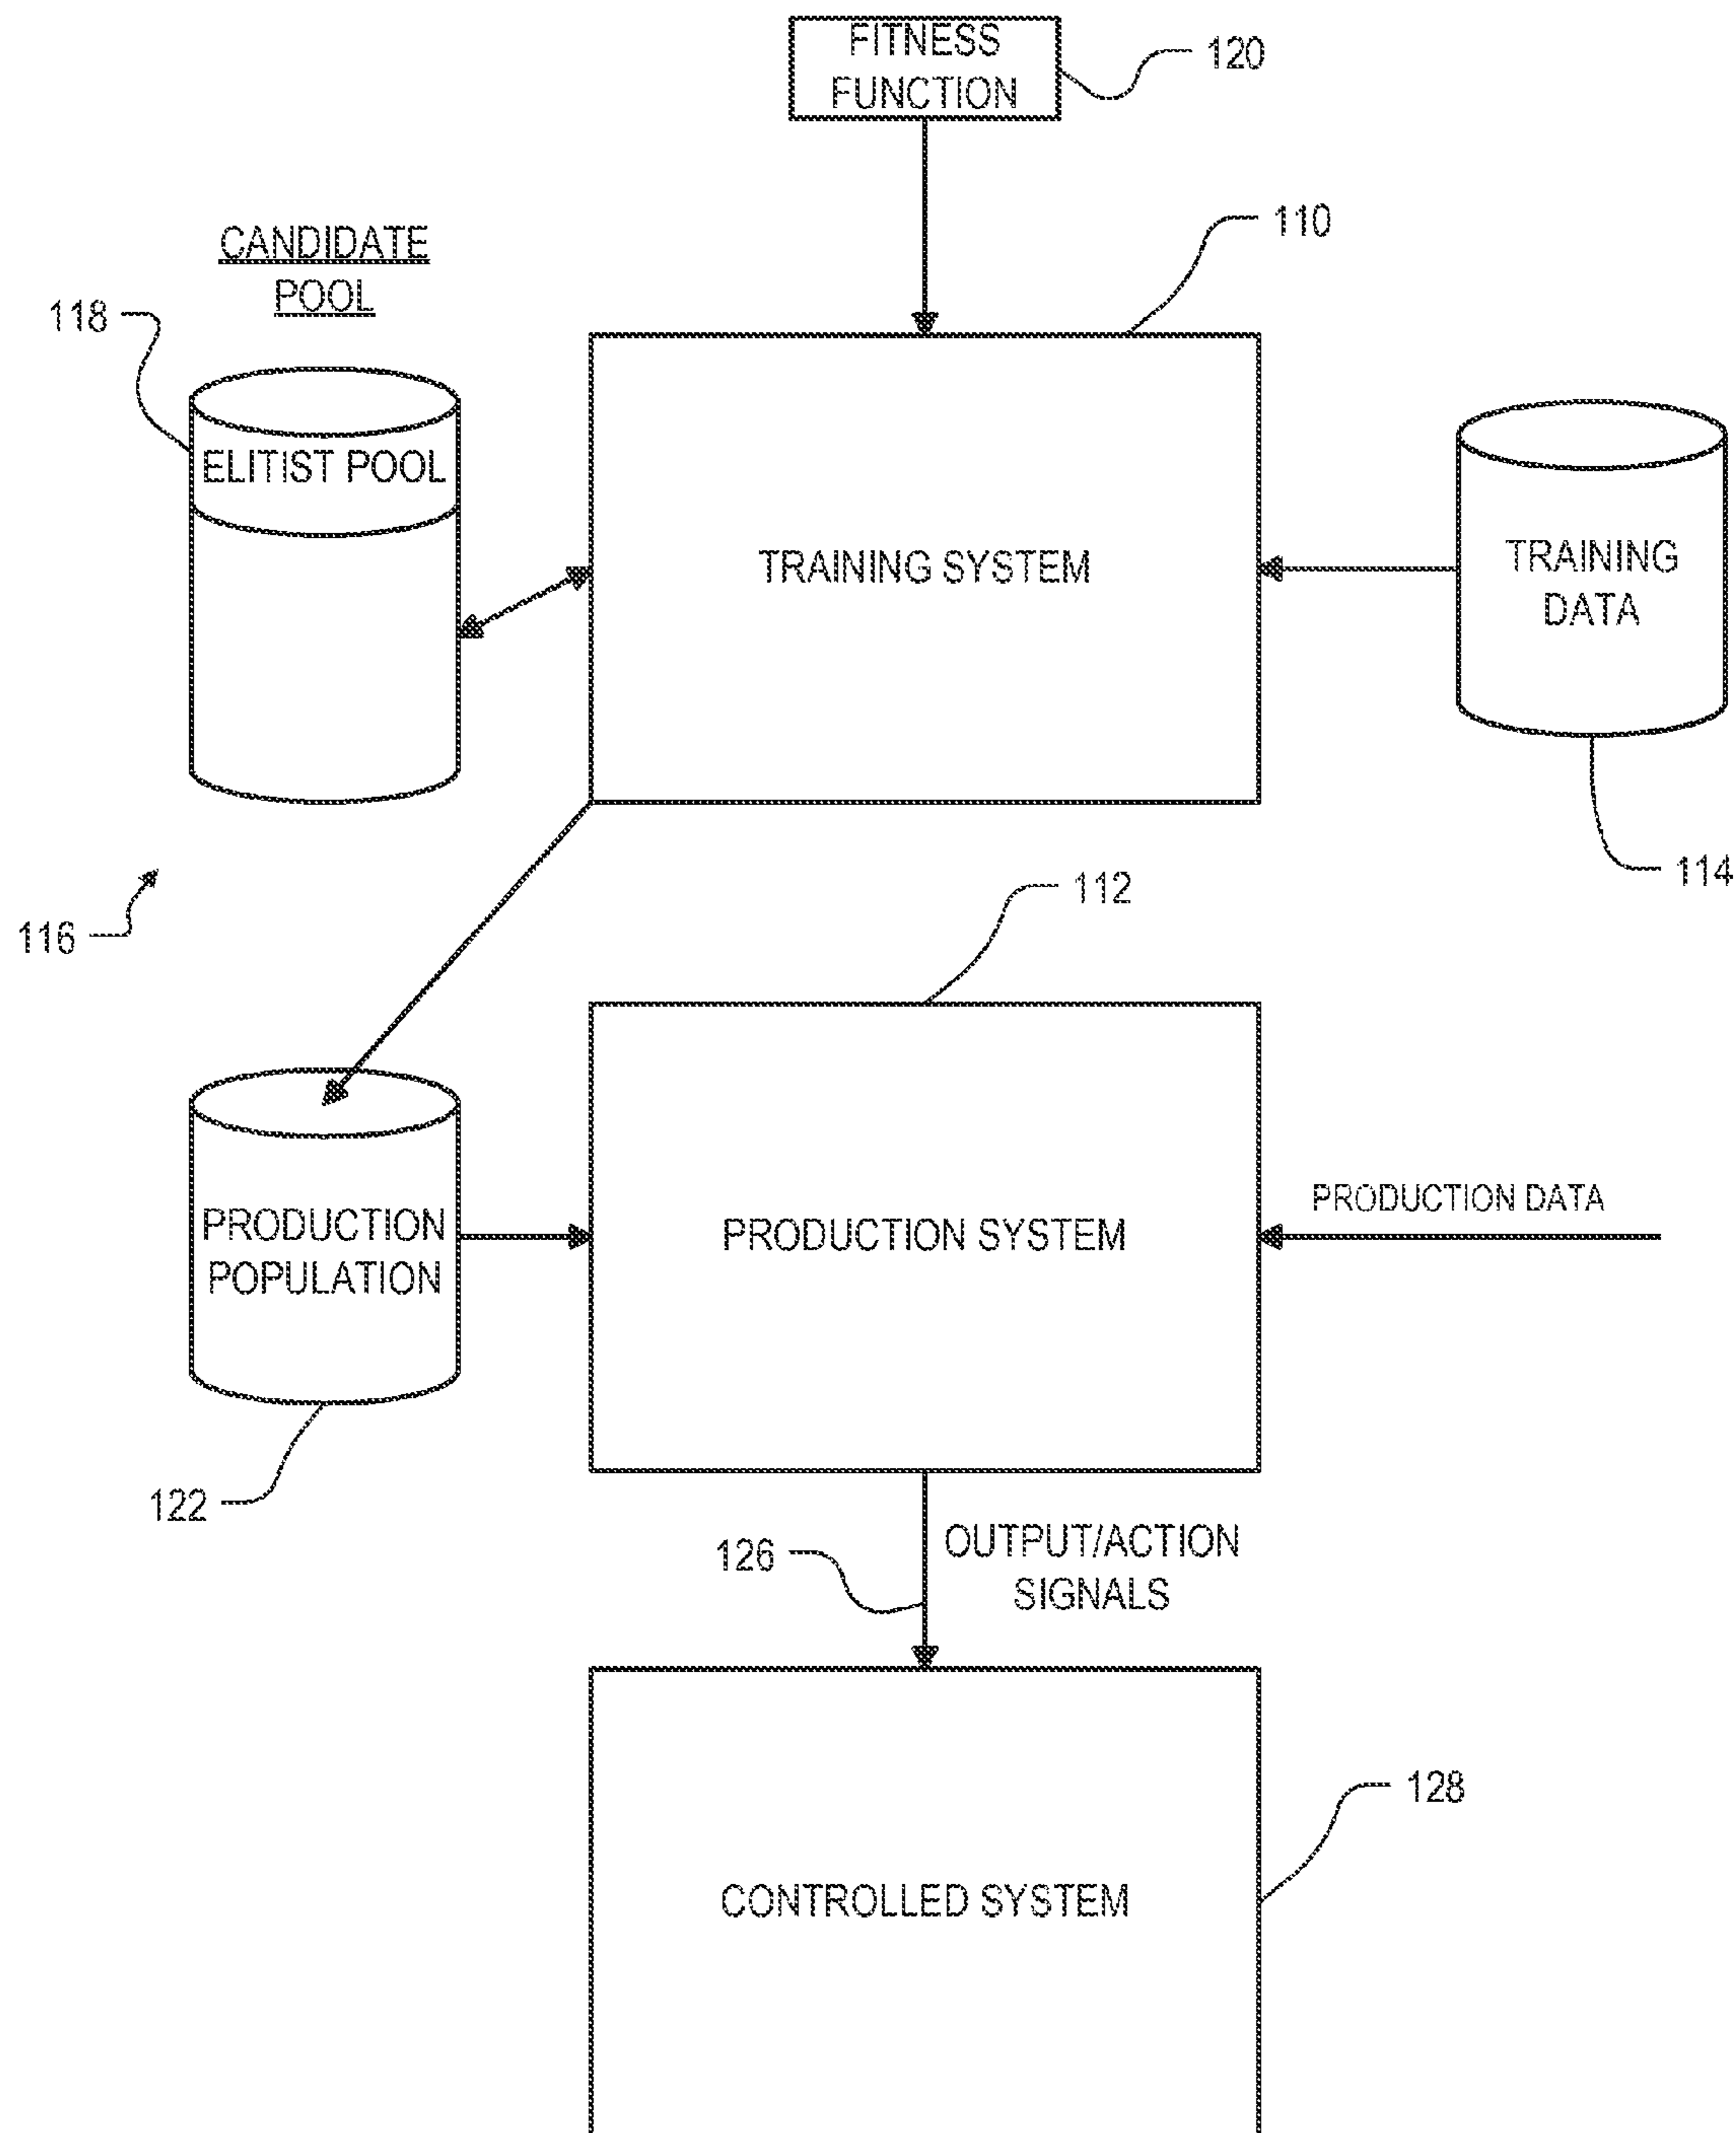 FITNESS
FUNCTION
120
110
CANDIDATE
POOL
118
ELITIST POOL
TRAINING SYSTEM
TRAINING
DATA
114
116
112
PRODUCTION
POPULATION
PRODUCTION SYSTEM
PRODUCTION DATA
122
126
OUTPUT/ACTION
SIGNALS
128
CONTROLLED SYSTEM